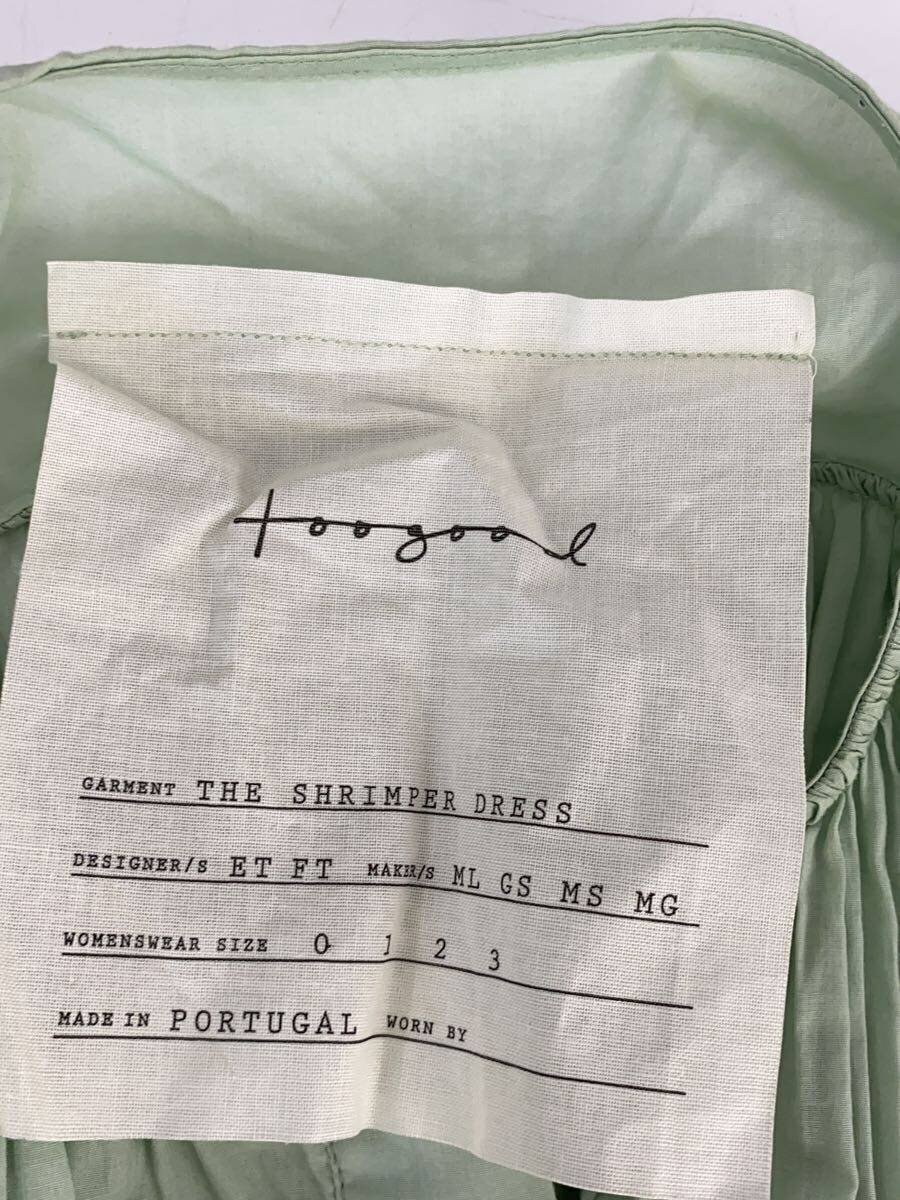 toogood
GARMENT THE SHRIMPER DRESS
DESIGNER/S ET FT MAKER/S ML GS MS MG
WOMENSWEAR SIZE 0 1 2 3
MADE IN PORTUGAL WORN BY